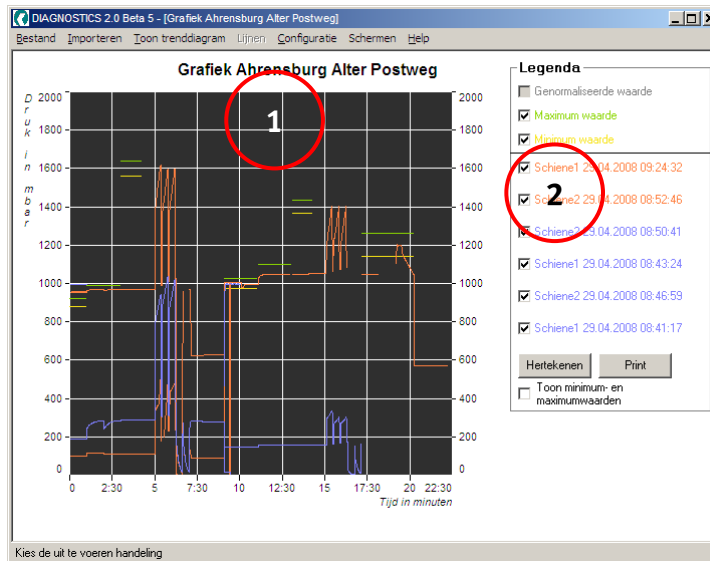 DIAGNOSTICS 2.0 Beta 5 - [Grafiek Ahrensburg Alter Postweg]
Bestand Importeren Toon trenddiagram Lijnen Configuratie Schermen Help
Grafiek Ahrensburg Alter Postweg
Druk in mbar
2000
1800
1600
1400
1200
1000
800
600
400
200
0
1
2000
1800
1600
1400
1200
1000
800
600
400
200
0
0 2:30 5 7:30 10 12:30 15 17:30 20 22:30
Tijd in minuten
Legenda
Genormaliseerde waarde
Maximum waarde
Minimum waarde
Schiene1 29.04.2008 09:24:32
2
Schiene2 29.04.2008 08:52:46
Schiene2 29.04.2008 08:50:41
Schiene1 29.04.2008 08:43:24
Schiene2 29.04.2008 08:46:59
Schiene1 29.04.2008 08:41:17
Hertekenen Print
Toon minimum- en
maximumwaarden
Kies de uit te voeren handeling